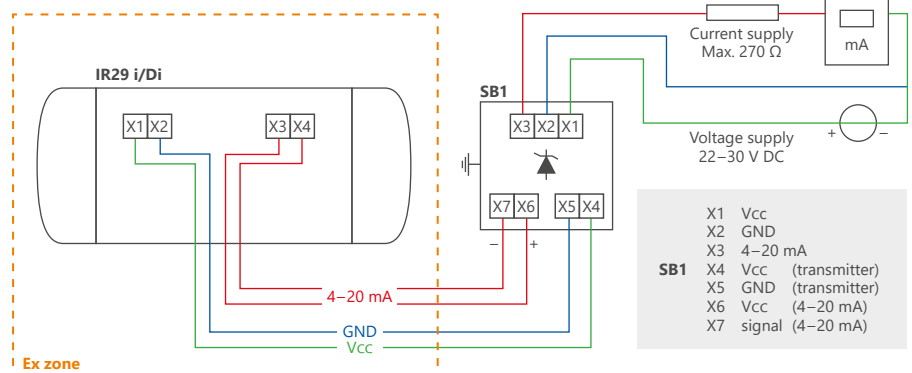 Current supply
Max. 270 Ω
mA
IR29 i/Di
SB1
X1 X2
X3 X4
X3 X2 X1
Voltage supply
22–30 V DC
+ –
X7 X6
X5 X4
– +
X1 Vcc
X2 GND
X3 4–20 mA
SB1 X4 Vcc (transmitter)
X5 GND (transmitter)
X6 Vcc (4–20 mA)
X7 signal (4–20 mA)
4–20 mA
GND
Vcc
Ex zone